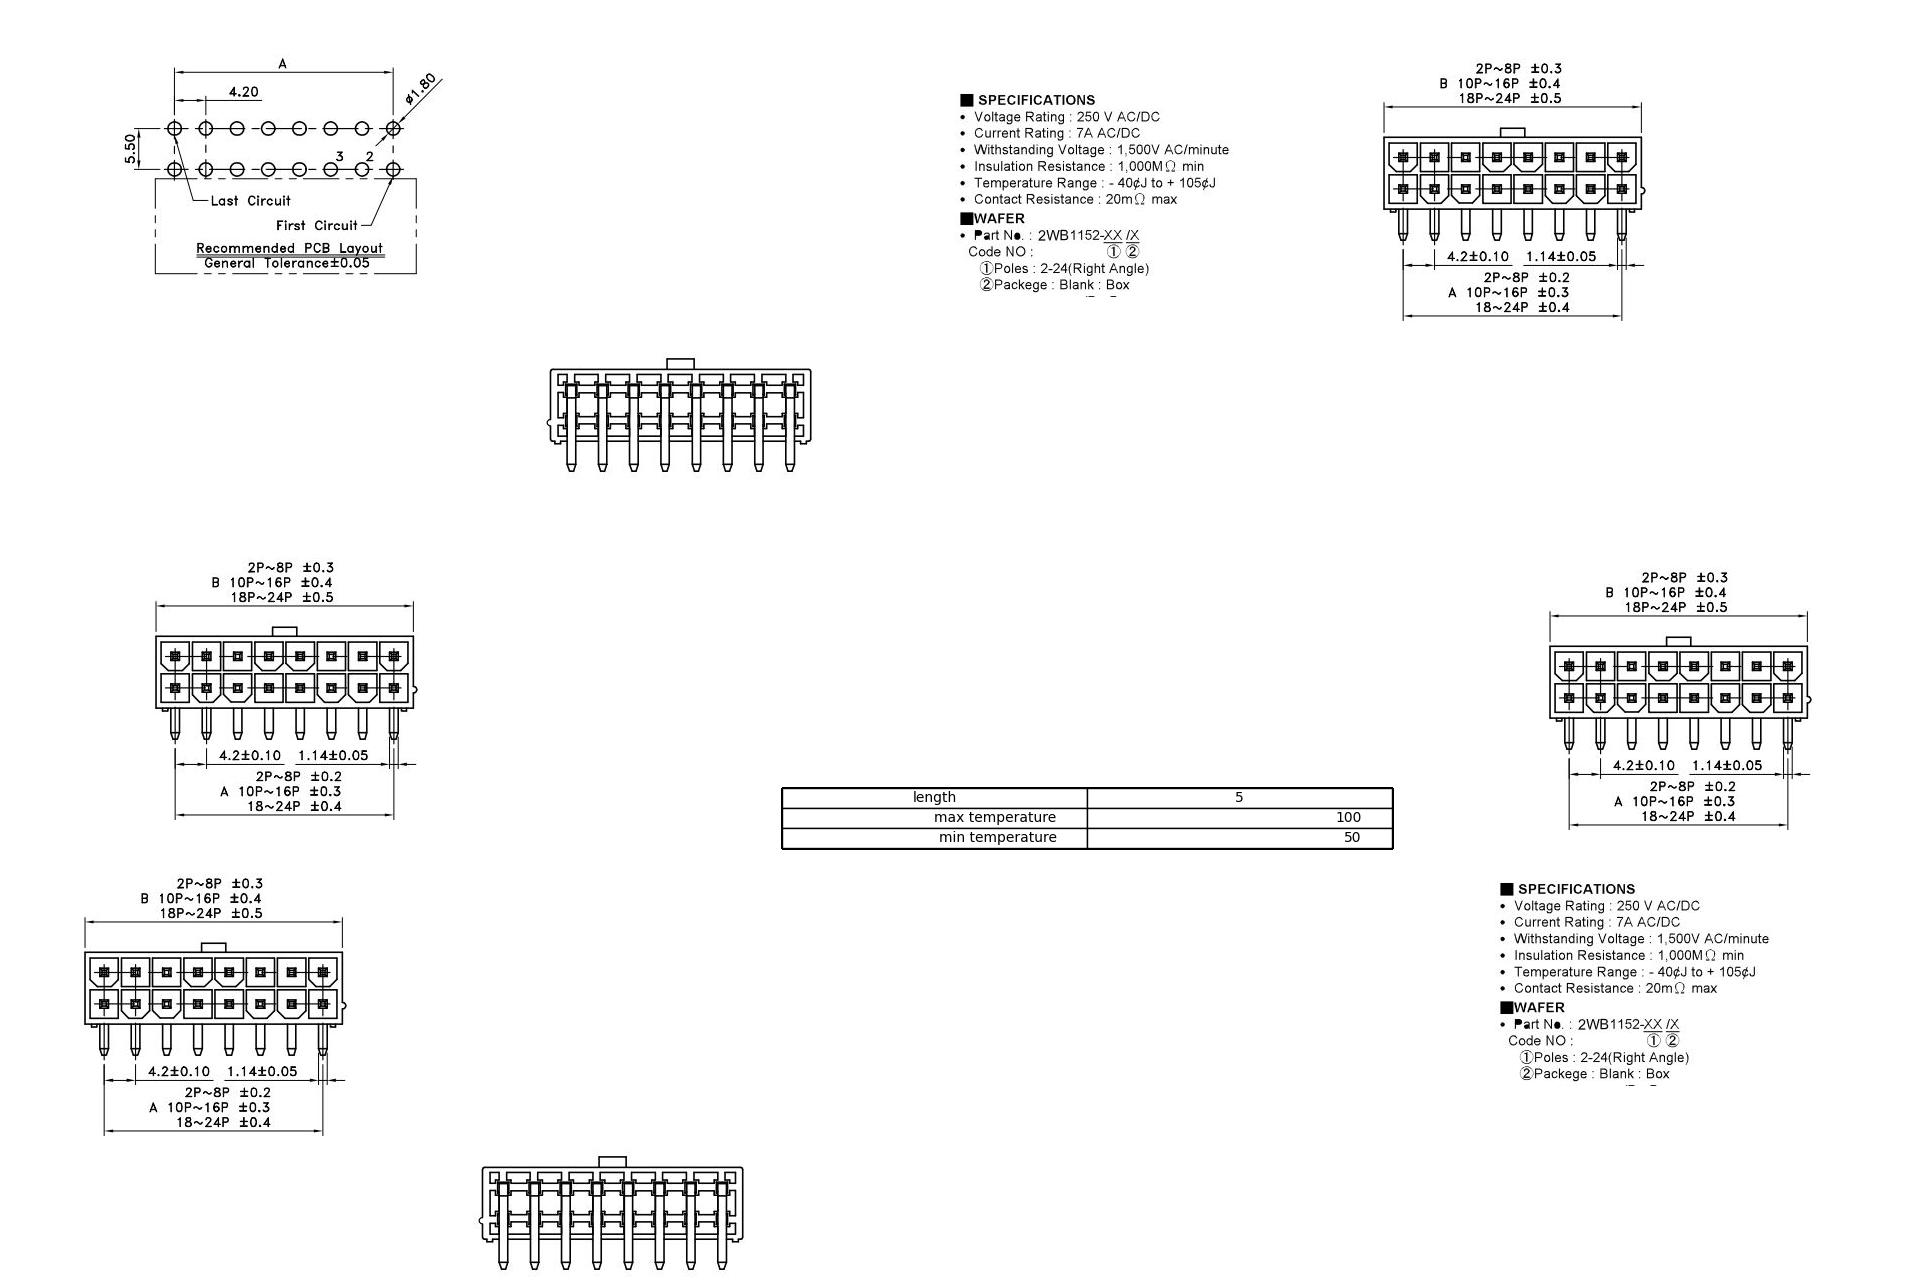 A
4.20
ø1.80
5.50
3 2
Last Circuit
First Circuit
Recommended PCB Layout
General Tolerance±0.05
■ SPECIFICATIONS
• Voltage Rating : 250 V AC/DC
• Current Rating : 7A AC/DC
• Withstanding Voltage : 1,500V AC/minute
• Insulation Resistance : 1,000MΩ min
• Temperature Range : - 40¢J to + 105¢J
• Contact Resistance : 20mΩ max
■WAFER
• Part No. : 2WB1152-XX /X
Code NO : ① ②
①Poles : 2-24(Right Angle)
②Packege : Blank : Box
2P~8P ±0.3
B 10P~16P ±0.4
18P~24P ±0.5
4.2±0.10 1.14±0.05
2P~8P ±0.2
A 10P~16P ±0.3
18~24P ±0.4
2P~8P ±0.3
B 10P~16P ±0.4
18P~24P ±0.5
4.2±0.10 1.14±0.05
2P~8P ±0.2
A 10P~16P ±0.3
18~24P ±0.4
2P~8P ±0.3
B 10P~16P ±0.4
18P~24P ±0.5
4.2±0.10 1.14±0.05
2P~8P ±0.2
A 10P~16P ±0.3
18~24P ±0.4
length 5
max temperature 100
min temperature 50
2P~8P ±0.3
B 10P~16P ±0.4
18P~24P ±0.5
4.2±0.10 1.14±0.05
2P~8P ±0.2
A 10P~16P ±0.3
18~24P ±0.4
■ SPECIFICATIONS
• Voltage Rating : 250 V AC/DC
• Current Rating : 7A AC/DC
• Withstanding Voltage : 1,500V AC/minute
• Insulation Resistance : 1,000MΩ min
• Temperature Range : - 40¢J to + 105¢J
• Contact Resistance : 20mΩ max
■WAFER
• Part No. : 2WB1152-XX /X
Code NO : ① ②
①Poles : 2-24(Right Angle)
②Packege : Blank : Box